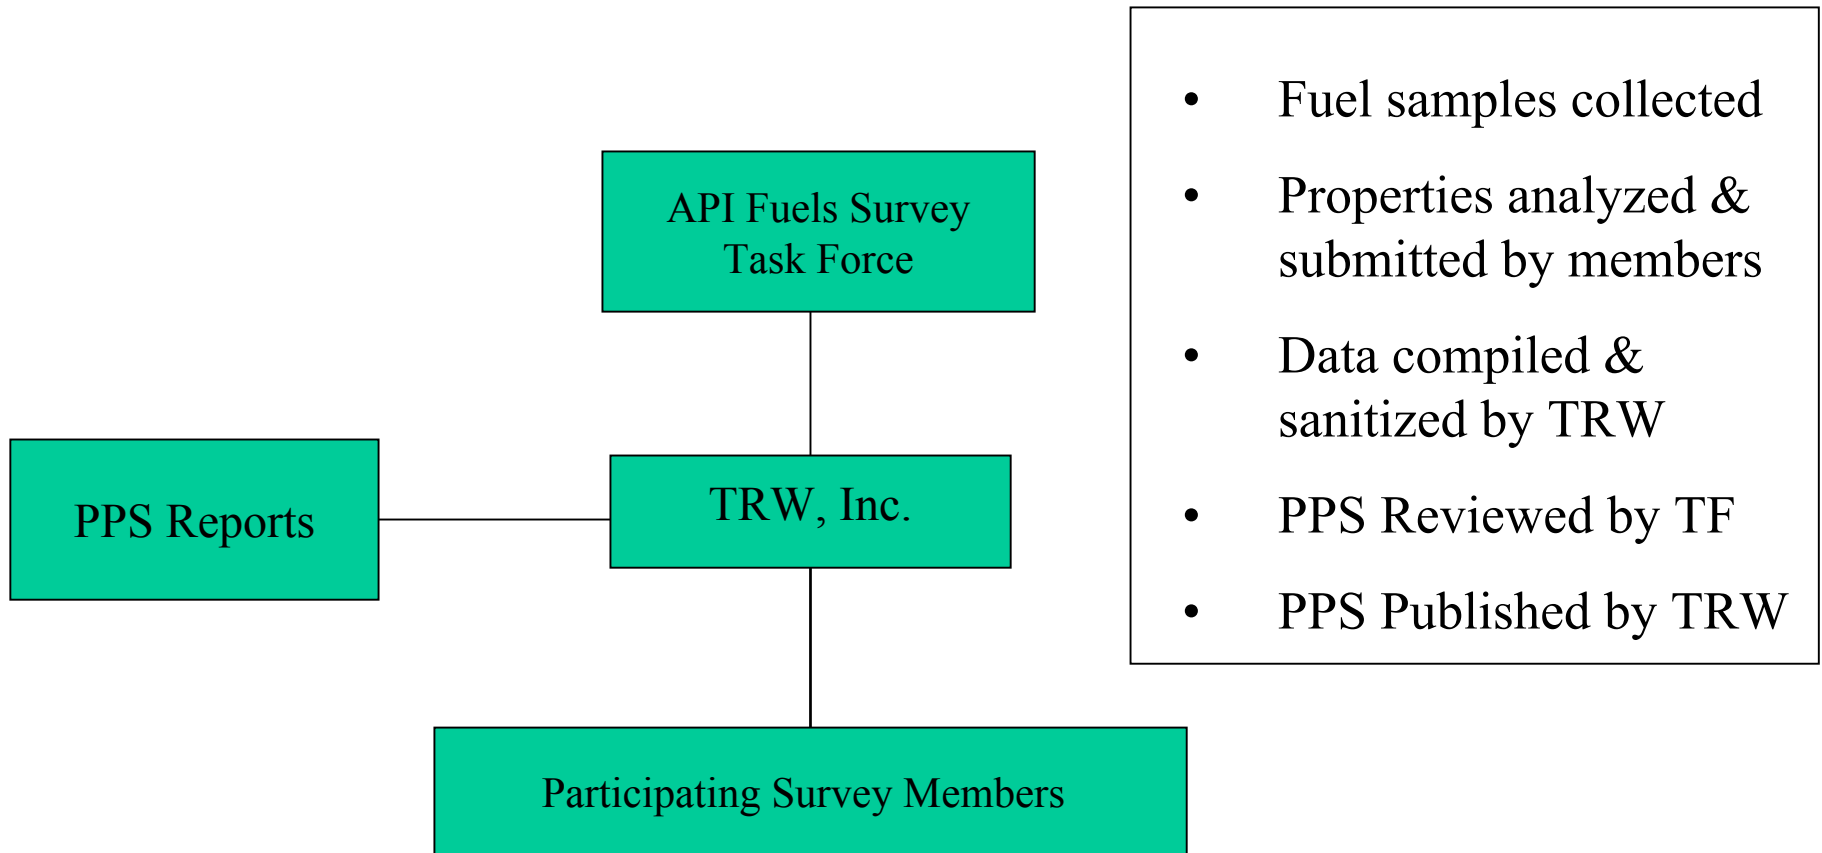 API Fuels Survey
Task Force
PPS Reports
TRW, Inc.
Participating Survey Members
• Fuel samples collected
• Properties analyzed &
submitted by members
• Data compiled &
sanitized by TRW
• PPS Reviewed by TF
• PPS Published by TRW